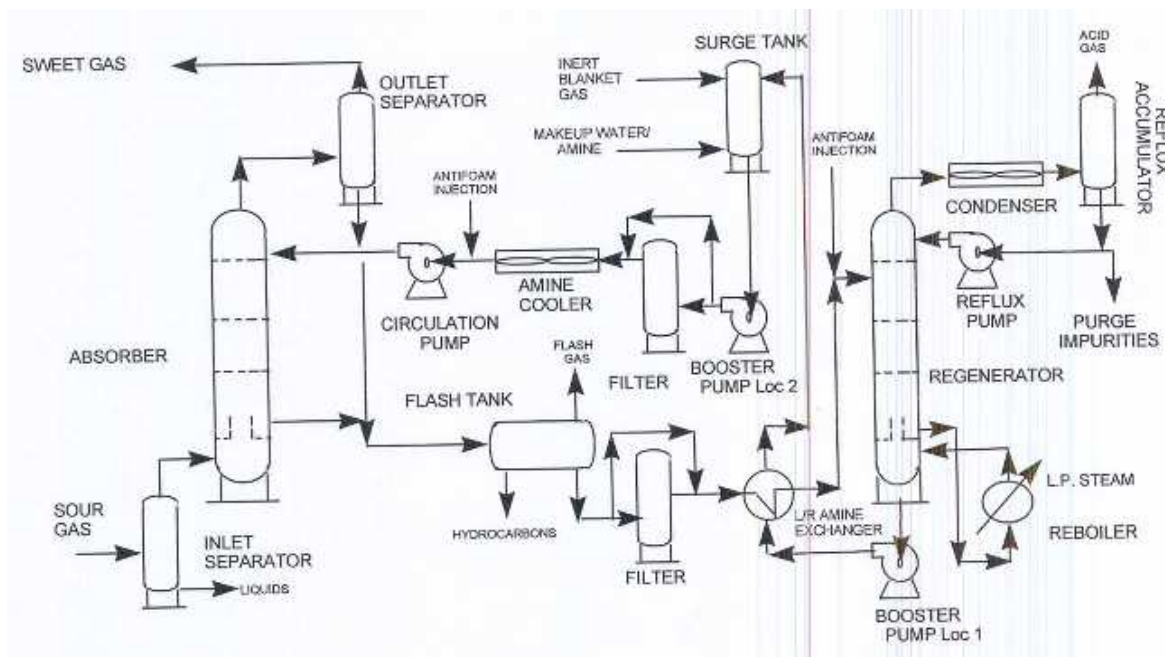 SURGE TANK
ACID
GAS
SWEET GAS
OUTLET
SEPARATOR
INERT
BLANKET
GAS
REFLUX
ACCUMULATOR
MAKEUP WATER/
AMINE
ANTIFOAM
INJECTION
ANTIFOAM
INJECTION
CONDENSER
AMINE
COOLER
CIRCULATION
PUMP
REFLUX
PUMP
PURGE
IMPURITIES
ABSORBER
FLASH
GAS
FILTER
BOOSTER
PUMP Loc 2
REGENERATOR
FLASH TANK
L.P. STEAM
SOUR
GAS
HYDROCARBONS
L/R AMINE
EXCHANGER
REBOILER
INLET
SEPARATOR
FILTER
LIQUIDS
BOOSTER
PUMP Loc 1